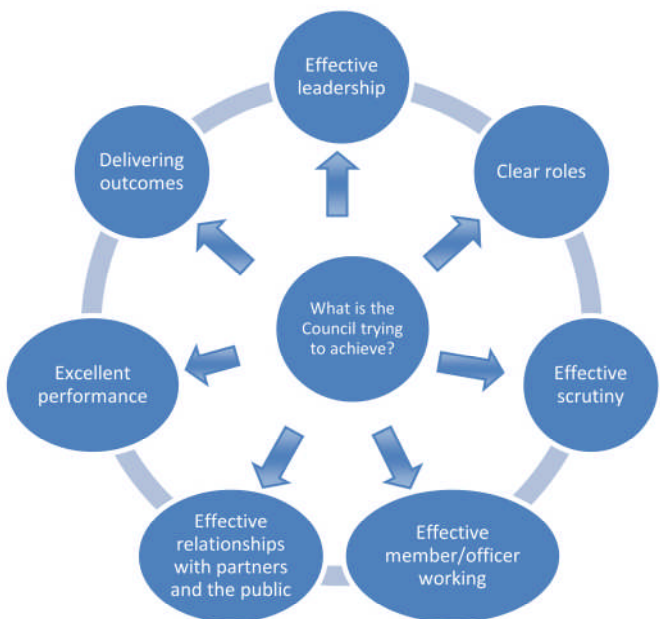 Effective
leadership
Clear roles
Effective
scrutiny
Effective
member/officer
working
Effective
relationships
with partners
and the public
Excellent
performance
Delivering
outcomes
What is the
Council trying
to achieve?